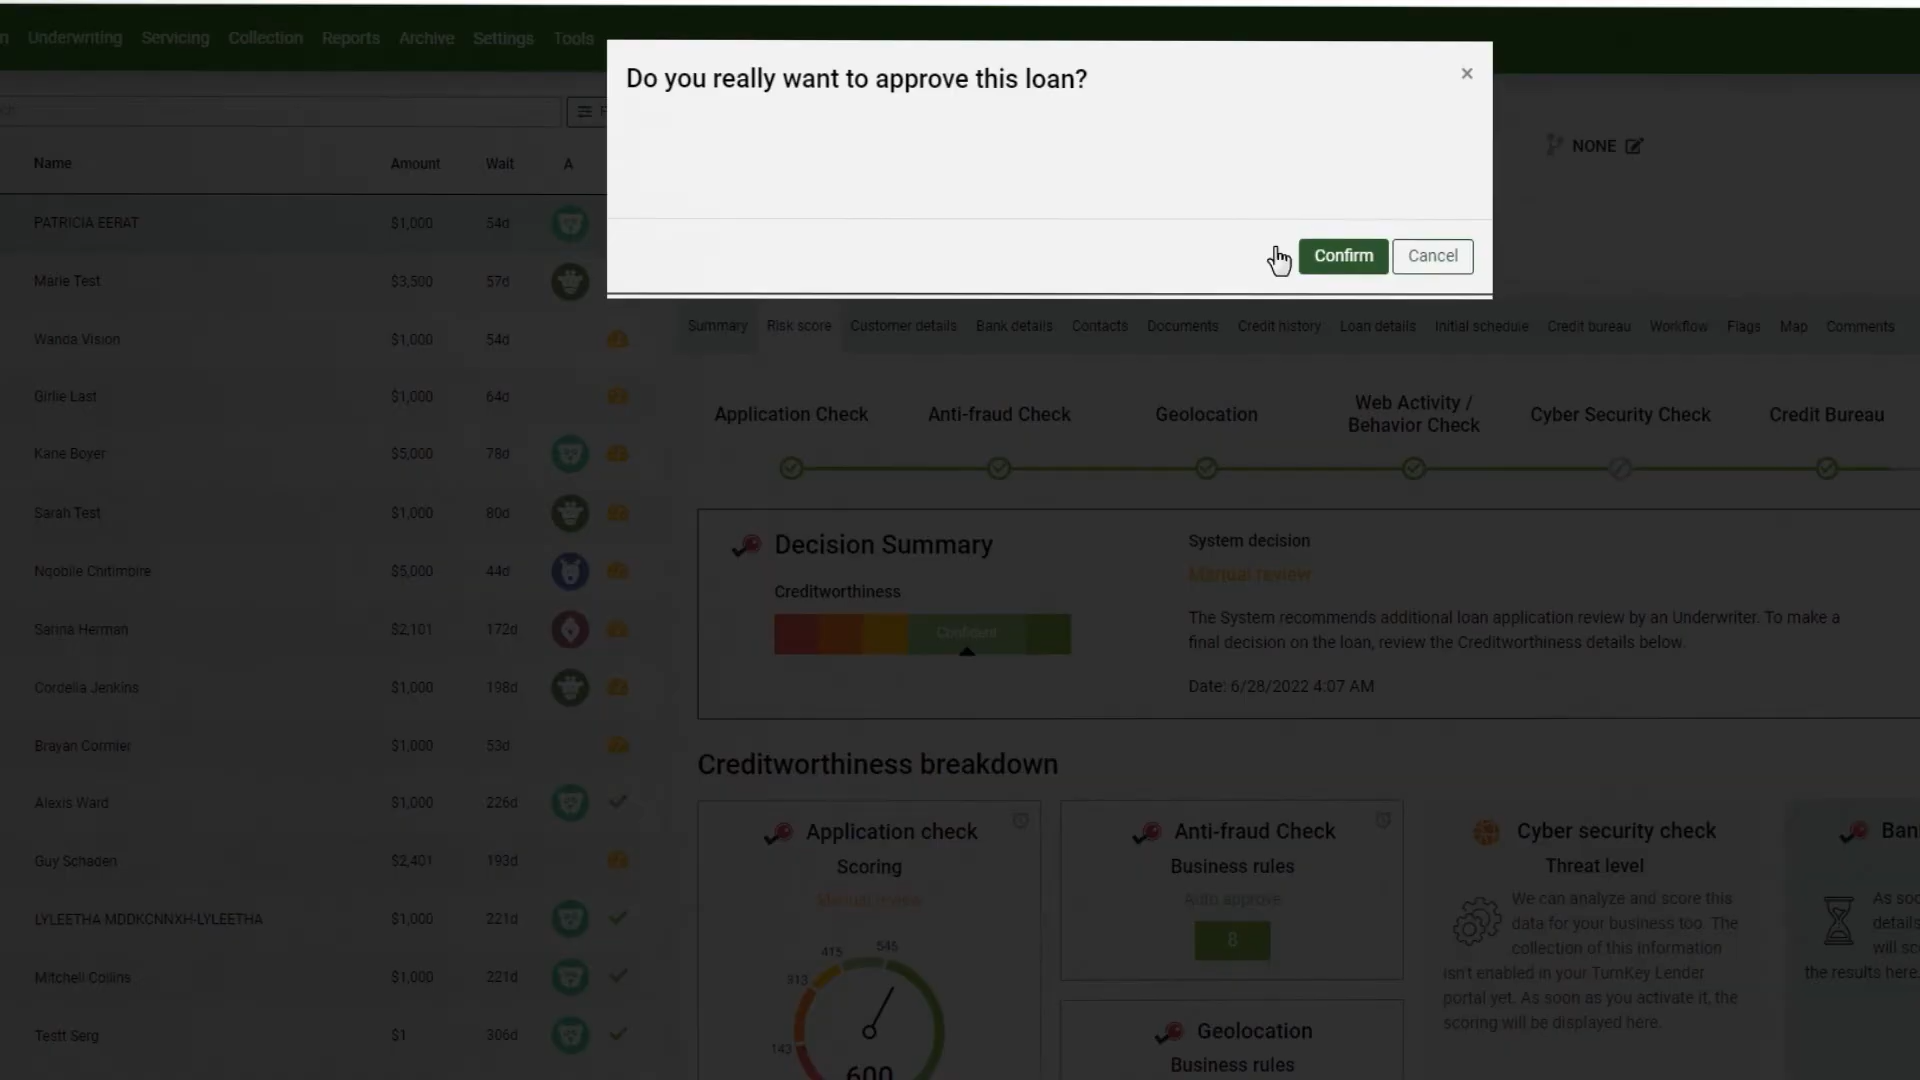 Underwriting Servicing Collection Reports Archive Settings Tools
Do you really want to approve this loan?
×
NONE
Name Amount Wait A
Confirm Cancel
PATRICIA EERAT $1,000 54d
Marie Test $3,500 57d
Wanda Vision $1,000 54d
Girlie Last $1,000 64d
Kane Boyer $5,000 78d
Sarah Test $1,000 80d
Nqobile Chitimbire $5,000 44d
Sarina Herman $2,101 172d
Cordelia Jenkins $1,000 198d
Brayan Cormier $1,000 53d
Alexis Ward $1,000 226d
Guy Schaden $2,401 193d
LYLEETHA MDDKCNNXH-LYLEETHA $1,000 221d
Mitchell Collins $1,000 221d
Testt Serg $1 306d
Summary Risk score Customer details Bank details Contacts Documents Credit history Loan details Initial schedule Credit bureau Workflow Flags Map Comments
Application Check Anti-fraud Check Geolocation Web Activity / Behavior Check Cyber Security Check Credit Bureau
Decision Summary
Creditworthiness
Confident
System decision
Manual review
The System recommends additional loan application review by an Underwriter. To make a
final decision on the loan, review the Creditworthiness details below.
Date: 6/28/2022 4:07 AM
Creditworthiness breakdown
Application check
Scoring
Manual review
415 545
313
143
600
Anti-fraud Check
Business rules
Auto approve
8
Geolocation
Business rules
Cyber security check
Threat level
We can analyze and score this
data for your business too. The
collection of this information
isn't enabled in your TurnKey Lender
portal yet. As soon as you activate it, the
scoring will be displayed here.
Ban
As soo
details
will sc
the results here.